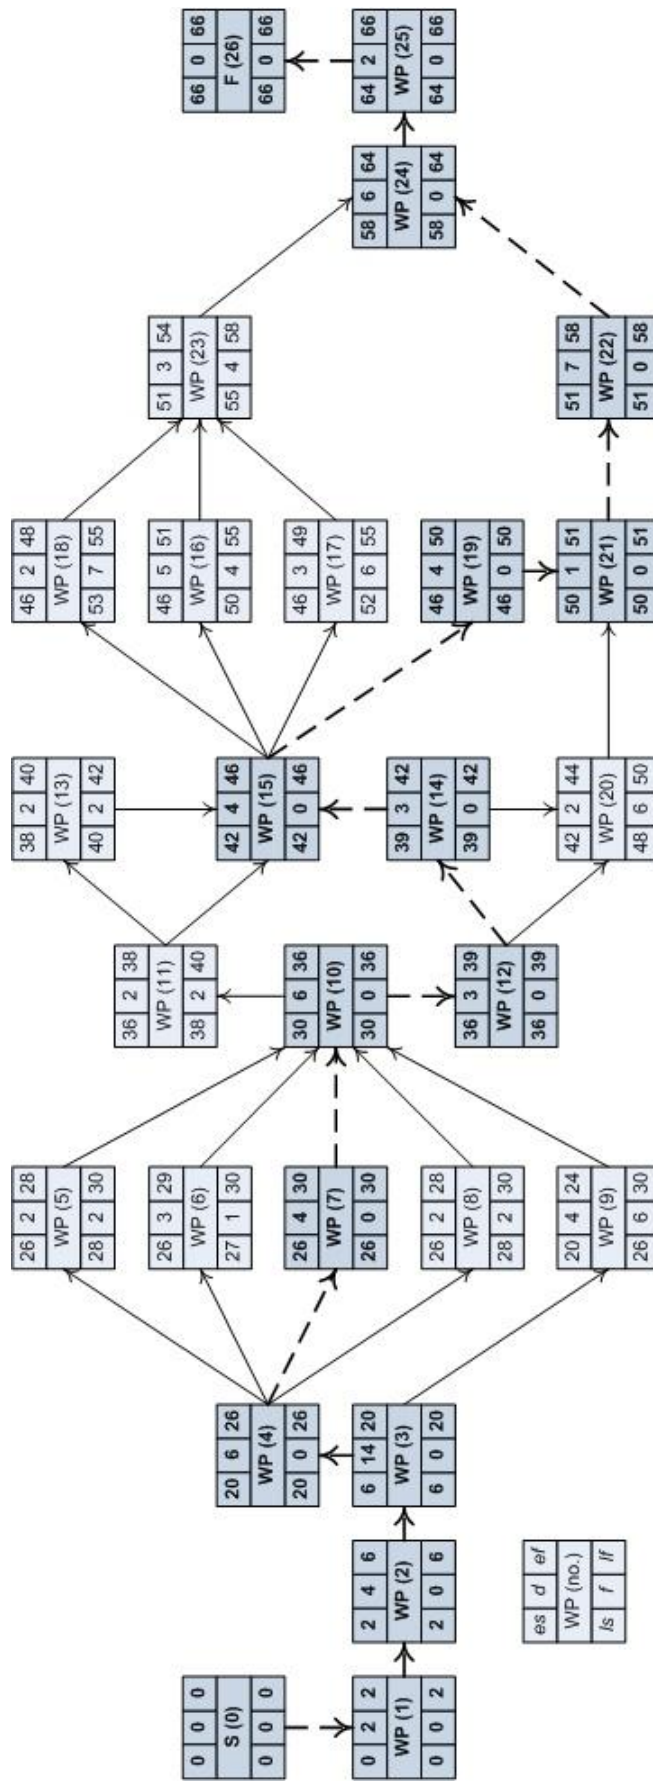 0 0 0
S (0)
0 0 0
0 2 2
WP (1)
0 0 2
2 4 6
WP (2)
2 0 6
6 14 20
WP (3)
6 0 20
20 6 26
WP (4)
20 0 26
26 2 28
WP (5)
28 2 30
26 3 29
WP (6)
27 1 30
26 4 30
WP (7)
26 0 30
26 2 28
WP (8)
28 2 30
20 4 24
WP (9)
26 6 30
30 6 36
WP (10)
30 0 36
36 2 38
WP (11)
38 2 40
36 3 39
WP (12)
36 0 39
38 2 40
WP (13)
40 2 42
39 3 42
WP (14)
39 0 42
42 4 46
WP (15)
42 0 46
46 2 48
WP (18)
53 7 55
46 5 51
WP (16)
50 4 55
46 3 49
WP (17)
52 6 55
46 4 50
WP (19)
46 0 50
42 2 44
WP (20)
48 6 50
50 1 51
WP (21)
50 0 51
51 7 58
WP (22)
51 0 58
51 3 54
WP (23)
55 4 58
58 6 64
WP (24)
58 0 64
64 2 66
WP (25)
64 0 66
66 0 66
F (26)
66 0 66
es d ef
WP (no.)
ls f lf